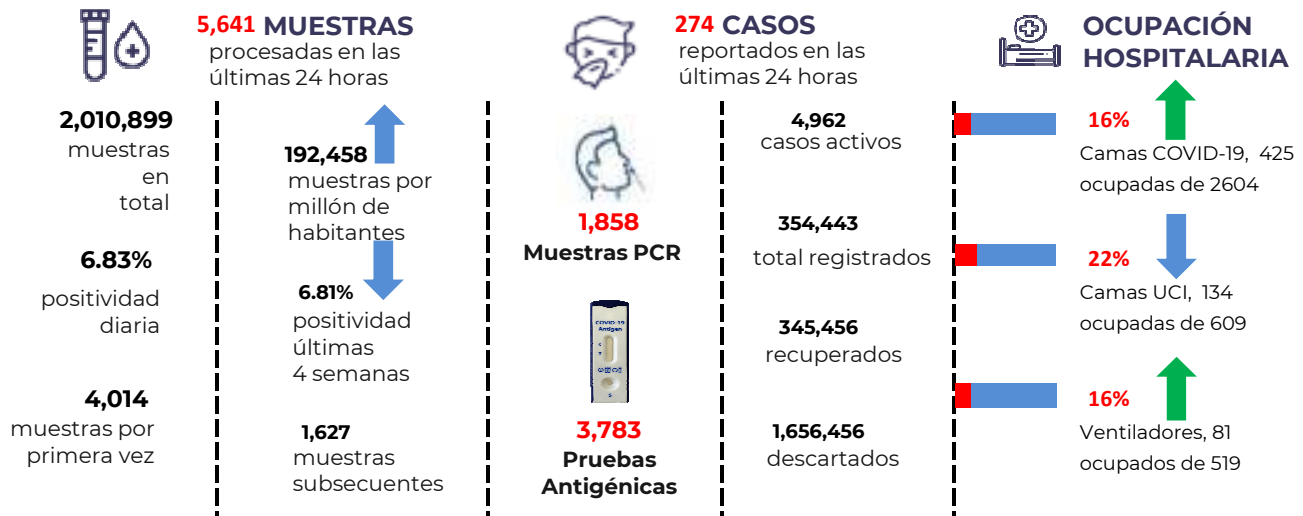 5,641 MUESTRAS
procesadas en las
últimas 24 horas
2,010,899
muestras
en
total
6.83%
positividad
diaria
4,014
muestras por
primera vez
192,458
muestras por
millón de
habitantes
6.81%
positividad
últimas
4 semanas
1,627
muestras
subsecuentes
274 CASOS
reportados en las
últimas 24 horas
1,858
Muestras PCR
COVID-19
Antigen
C
T
S
3,783
Pruebas
Antigénicas
4,962
casos activos
354,443
total registrados
345,456
recuperados
1,656,456
descartados
OCUPACIÓN
HOSPITALARIA
16%
Camas COVID-19, 425
ocupadas de 2604
22%
Camas UCI, 134
ocupadas de 609
16%
Ventiladores, 81
ocupados de 519